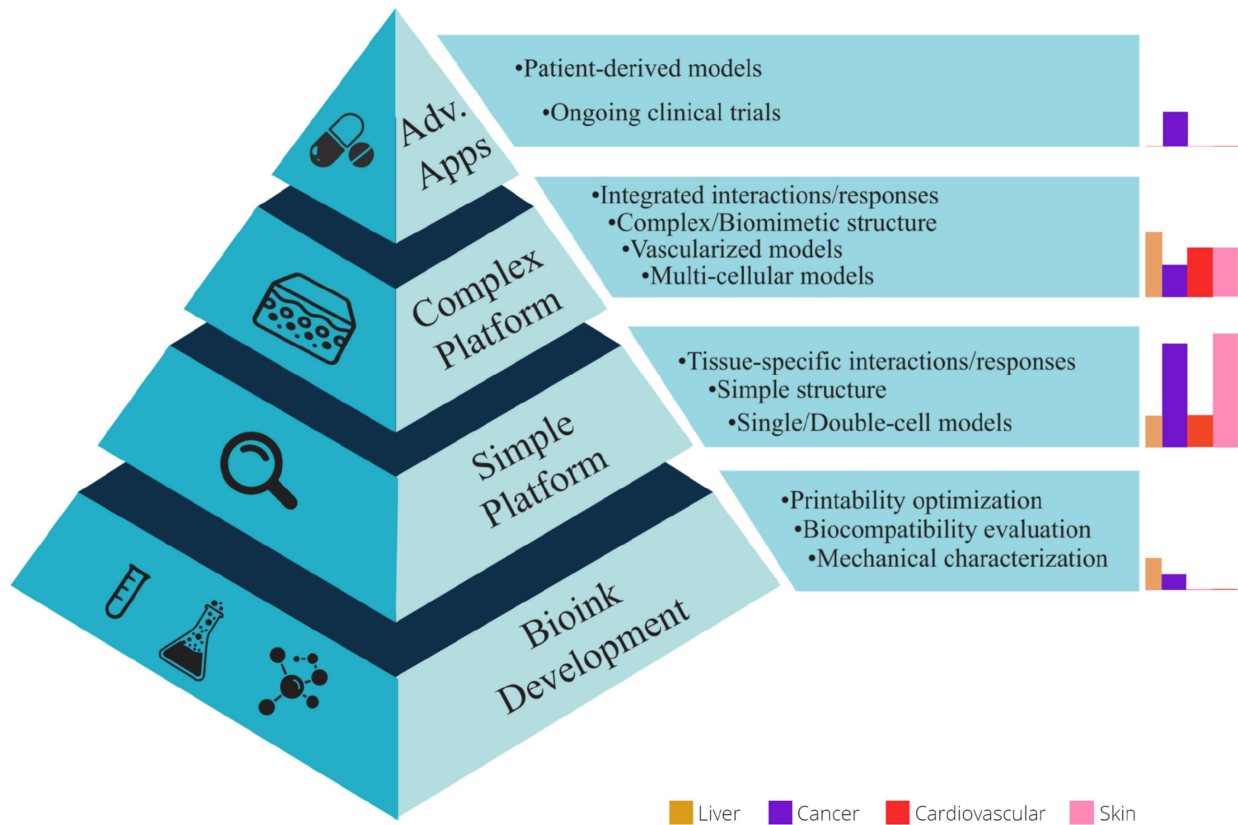 Adv.
Apps
•Patient-derived models
•Ongoing clinical trials
Complex
Platform
•Integrated interactions/responses
•Complex/Biomimetic structure
•Vascularized models
•Multi-cellular models
Simple
Platform
•Tissue-specific interactions/responses
•Simple structure
•Single/Double-cell models
Bioink
Development
•Printability optimization
•Biocompatibility evaluation
•Mechanical characterization
Liver Cancer Cardiovascular Skin